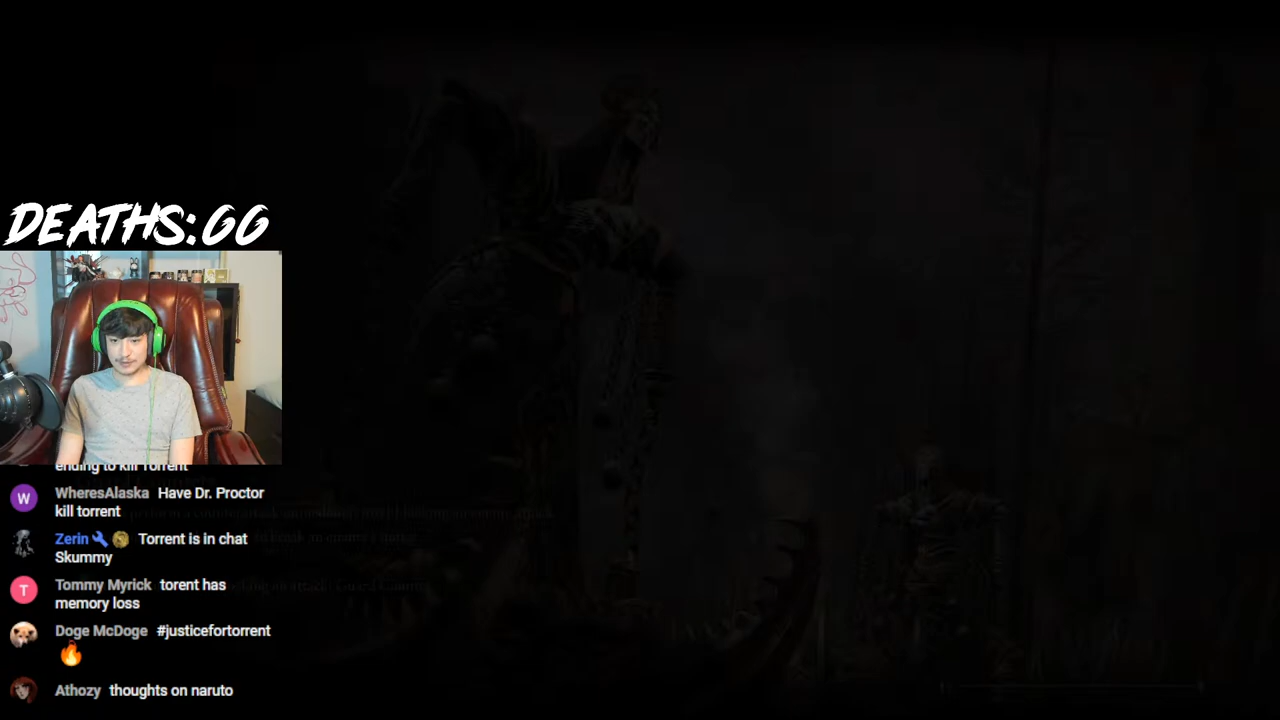 DEATHS:66
ending to kill Torrent
WheresAlaska Have Dr. Proctor
kill torrent
Zerin Torrent is in chat
Skummy
Tommy Myrick torent has
memory loss
Doge McDoge #justicefortorrent
Athozy thoughts on naruto